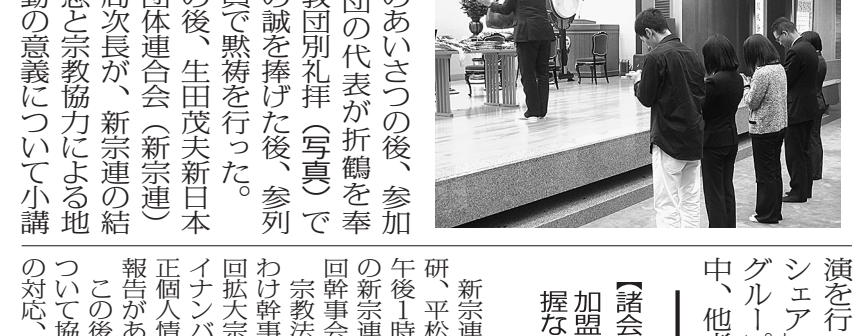 のあいさつの後、参加
団の代表が折鶴を奉
教団別礼拝（写真）で
の誠を捧げた後、参列
員で黙祷を行った。
の後、生田茂夫新日本
団体連合会（新宗連）
局次長が、新宗連の結
念と宗教協力による地
動の意義について小講
演を行
シェア
グルー
中、他
【諸会
加盟
握な
新宗連
研、平松
午後１時
の新宗連
回幹事会
宗教法
わけ幹事
回拡大宗
イナンバ
正個人情
報告があ
この後
ついて協
の対応、